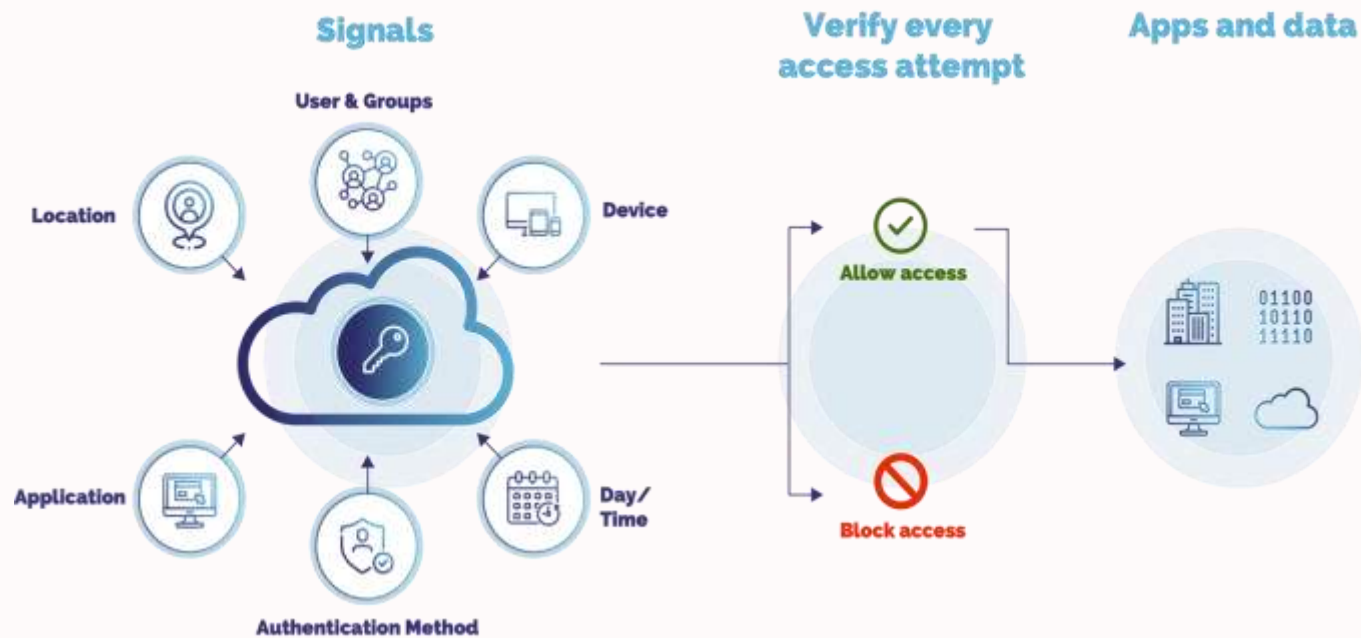 Signals
Verify every
access attempt
Apps and data
User & Groups
Location
Device
Allow access
01100
10110
11110
Application
Day/
Time
Block access
Authentication Method